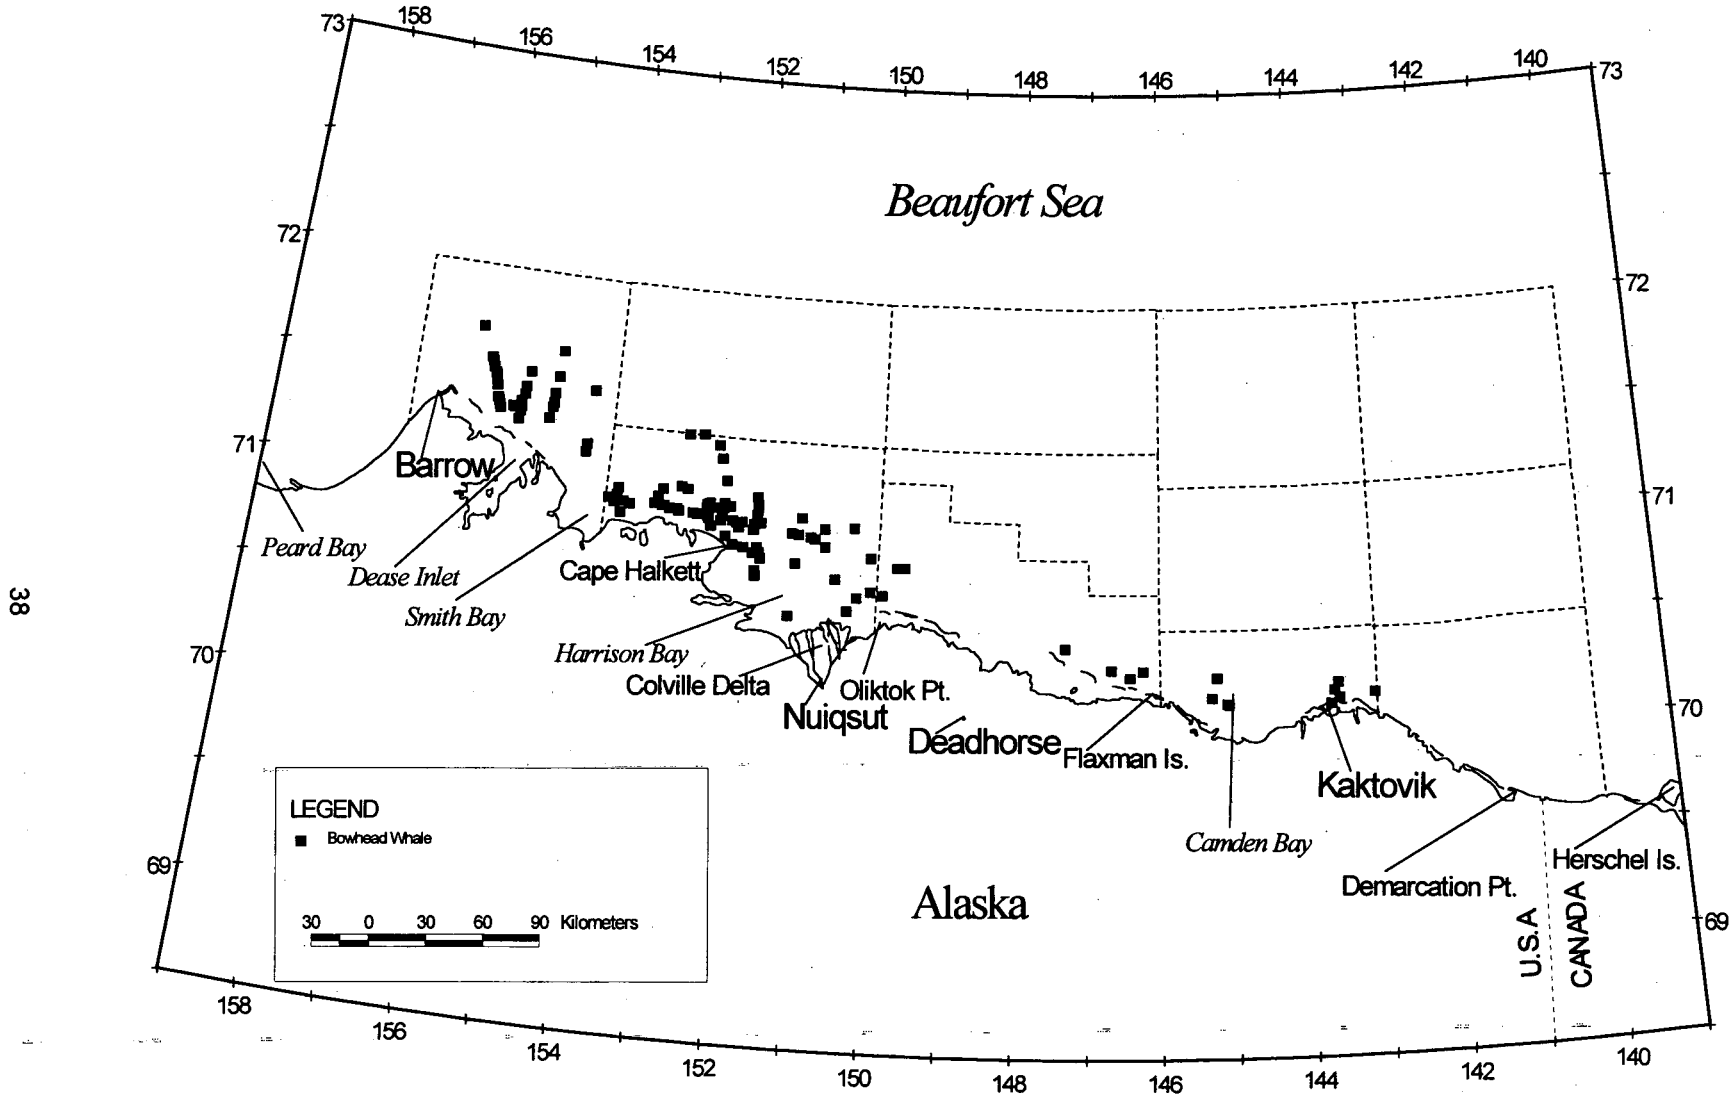 73
158
156
154
152
150
148
146
144
142
140
73
Beaufort Sea
72
72
71
71
Barrow
Peard Bay
Dease Inlet
Cape Halkett
Smith Bay
38
70
Harrison Bay
Colville Delta
Oliktok Pt.
Nuiqsut
Deadhorse
Flaxman Is.
70
Kaktovik
LEGEND
Bowhead Whale
Camden Bay
69
Herschel Is.
Demarcation Pt.
Alaska
30 0 30 60 90 Kilometers
U.S.A
CANADA
69
158
156
154
152
150
148
146
144
142
140